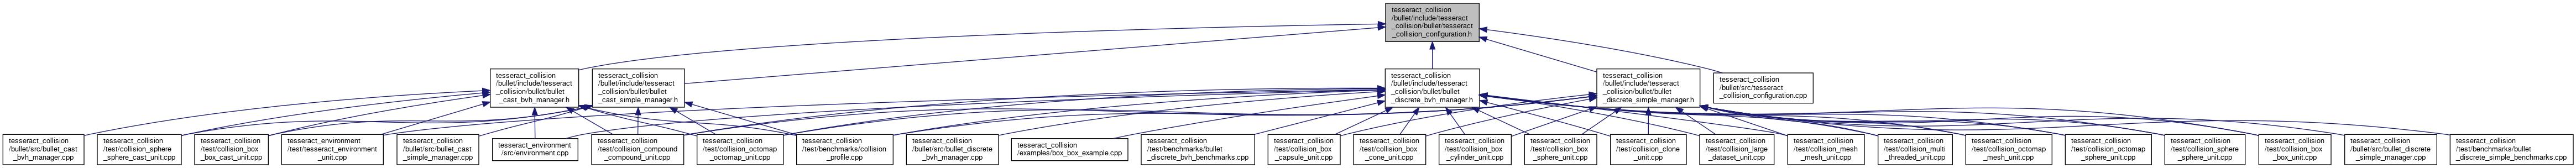 tesseract_collision
/bullet/include/tesseract
_collision/bullet/tesseract
_collision_configuration.h
tesseract_collision
/bullet/include/tesseract
_collision/bullet/bullet
_cast_bvh_manager.h
tesseract_collision
/bullet/include/tesseract
_collision/bullet/bullet
_cast_simple_manager.h
tesseract_collision
/bullet/include/tesseract
_collision/bullet/bullet
_discrete_bvh_manager.h
tesseract_collision
/bullet/include/tesseract
_collision/bullet/bullet
_discrete_simple_manager.h
tesseract_collision
/bullet/src/tesseract
_collision_configuration.cpp
tesseract_collision
/bullet/src/bullet_cast
_bvh_manager.cpp
tesseract_collision
/test/collision_sphere
_sphere_cast_unit.cpp
tesseract_collision
/test/collision_box
_box_cast_unit.cpp
tesseract_environment
/test/tesseract_environment
_unit.cpp
tesseract_collision
/bullet/src/bullet_cast
_simple_manager.cpp
tesseract_environment
/src/environment.cpp
tesseract_collision
/test/collision_compound
_compound_unit.cpp
tesseract_collision
/test/collision_octomap
_octomap_unit.cpp
tesseract_collision
/test/benchmarks/collision
_profile.cpp
tesseract_collision
/bullet/src/bullet_discrete
_bvh_manager.cpp
tesseract_collision
/examples/box_box_example.cpp
tesseract_collision
/test/benchmarks/bullet
_discrete_bvh_benchmarks.cpp
tesseract_collision
/test/collision_box
_capsule_unit.cpp
tesseract_collision
/test/collision_box
_cone_unit.cpp
tesseract_collision
/test/collision_box
_cylinder_unit.cpp
tesseract_collision
/test/collision_box
_sphere_unit.cpp
tesseract_collision
/test/collision_clone
_unit.cpp
tesseract_collision
/test/collision_large
_dataset_unit.cpp
tesseract_collision
/test/collision_mesh
_mesh_unit.cpp
tesseract_collision
/test/collision_multi
_threaded_unit.cpp
tesseract_collision
/test/collision_octomap
_mesh_unit.cpp
tesseract_collision
/test/collision_octomap
_sphere_unit.cpp
tesseract_collision
/test/collision_sphere
_sphere_unit.cpp
tesseract_collision
/test/collision_box
_box_unit.cpp
tesseract_collision
/bullet/src/bullet_discrete
_simple_manager.cpp
tesseract_collision
/test/benchmarks/bullet
_discrete_simple_benchmarks.cpp